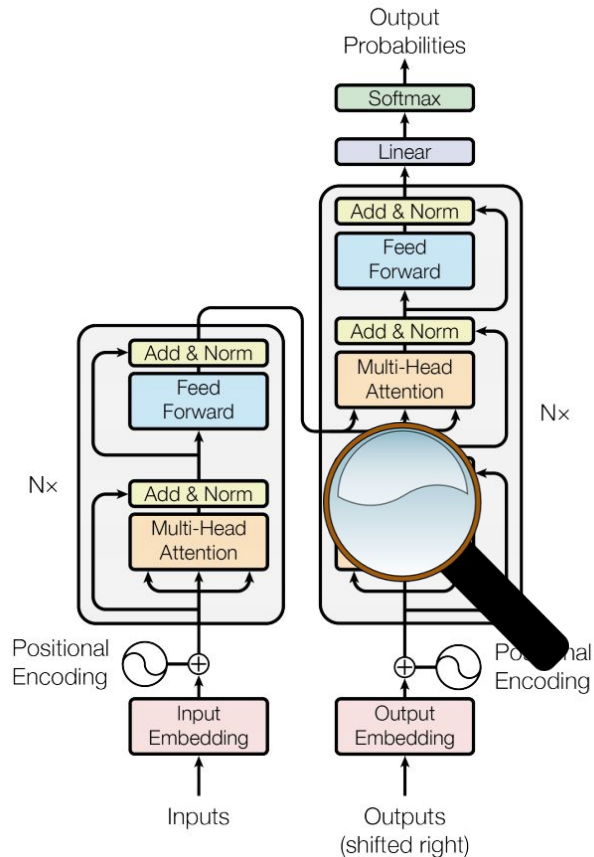 Output
Probabilities
Softmax
Linear
Add & Norm
Feed
Forward
Add & Norm
Multi-Head
Attention
Nx
Add & Norm
Feed
Forward
Nx
Add & Norm
Multi-Head
Attention
Positional
Encoding
Encoding
Input
Embedding
Output
Embedding
Inputs
Outputs
(shifted right)